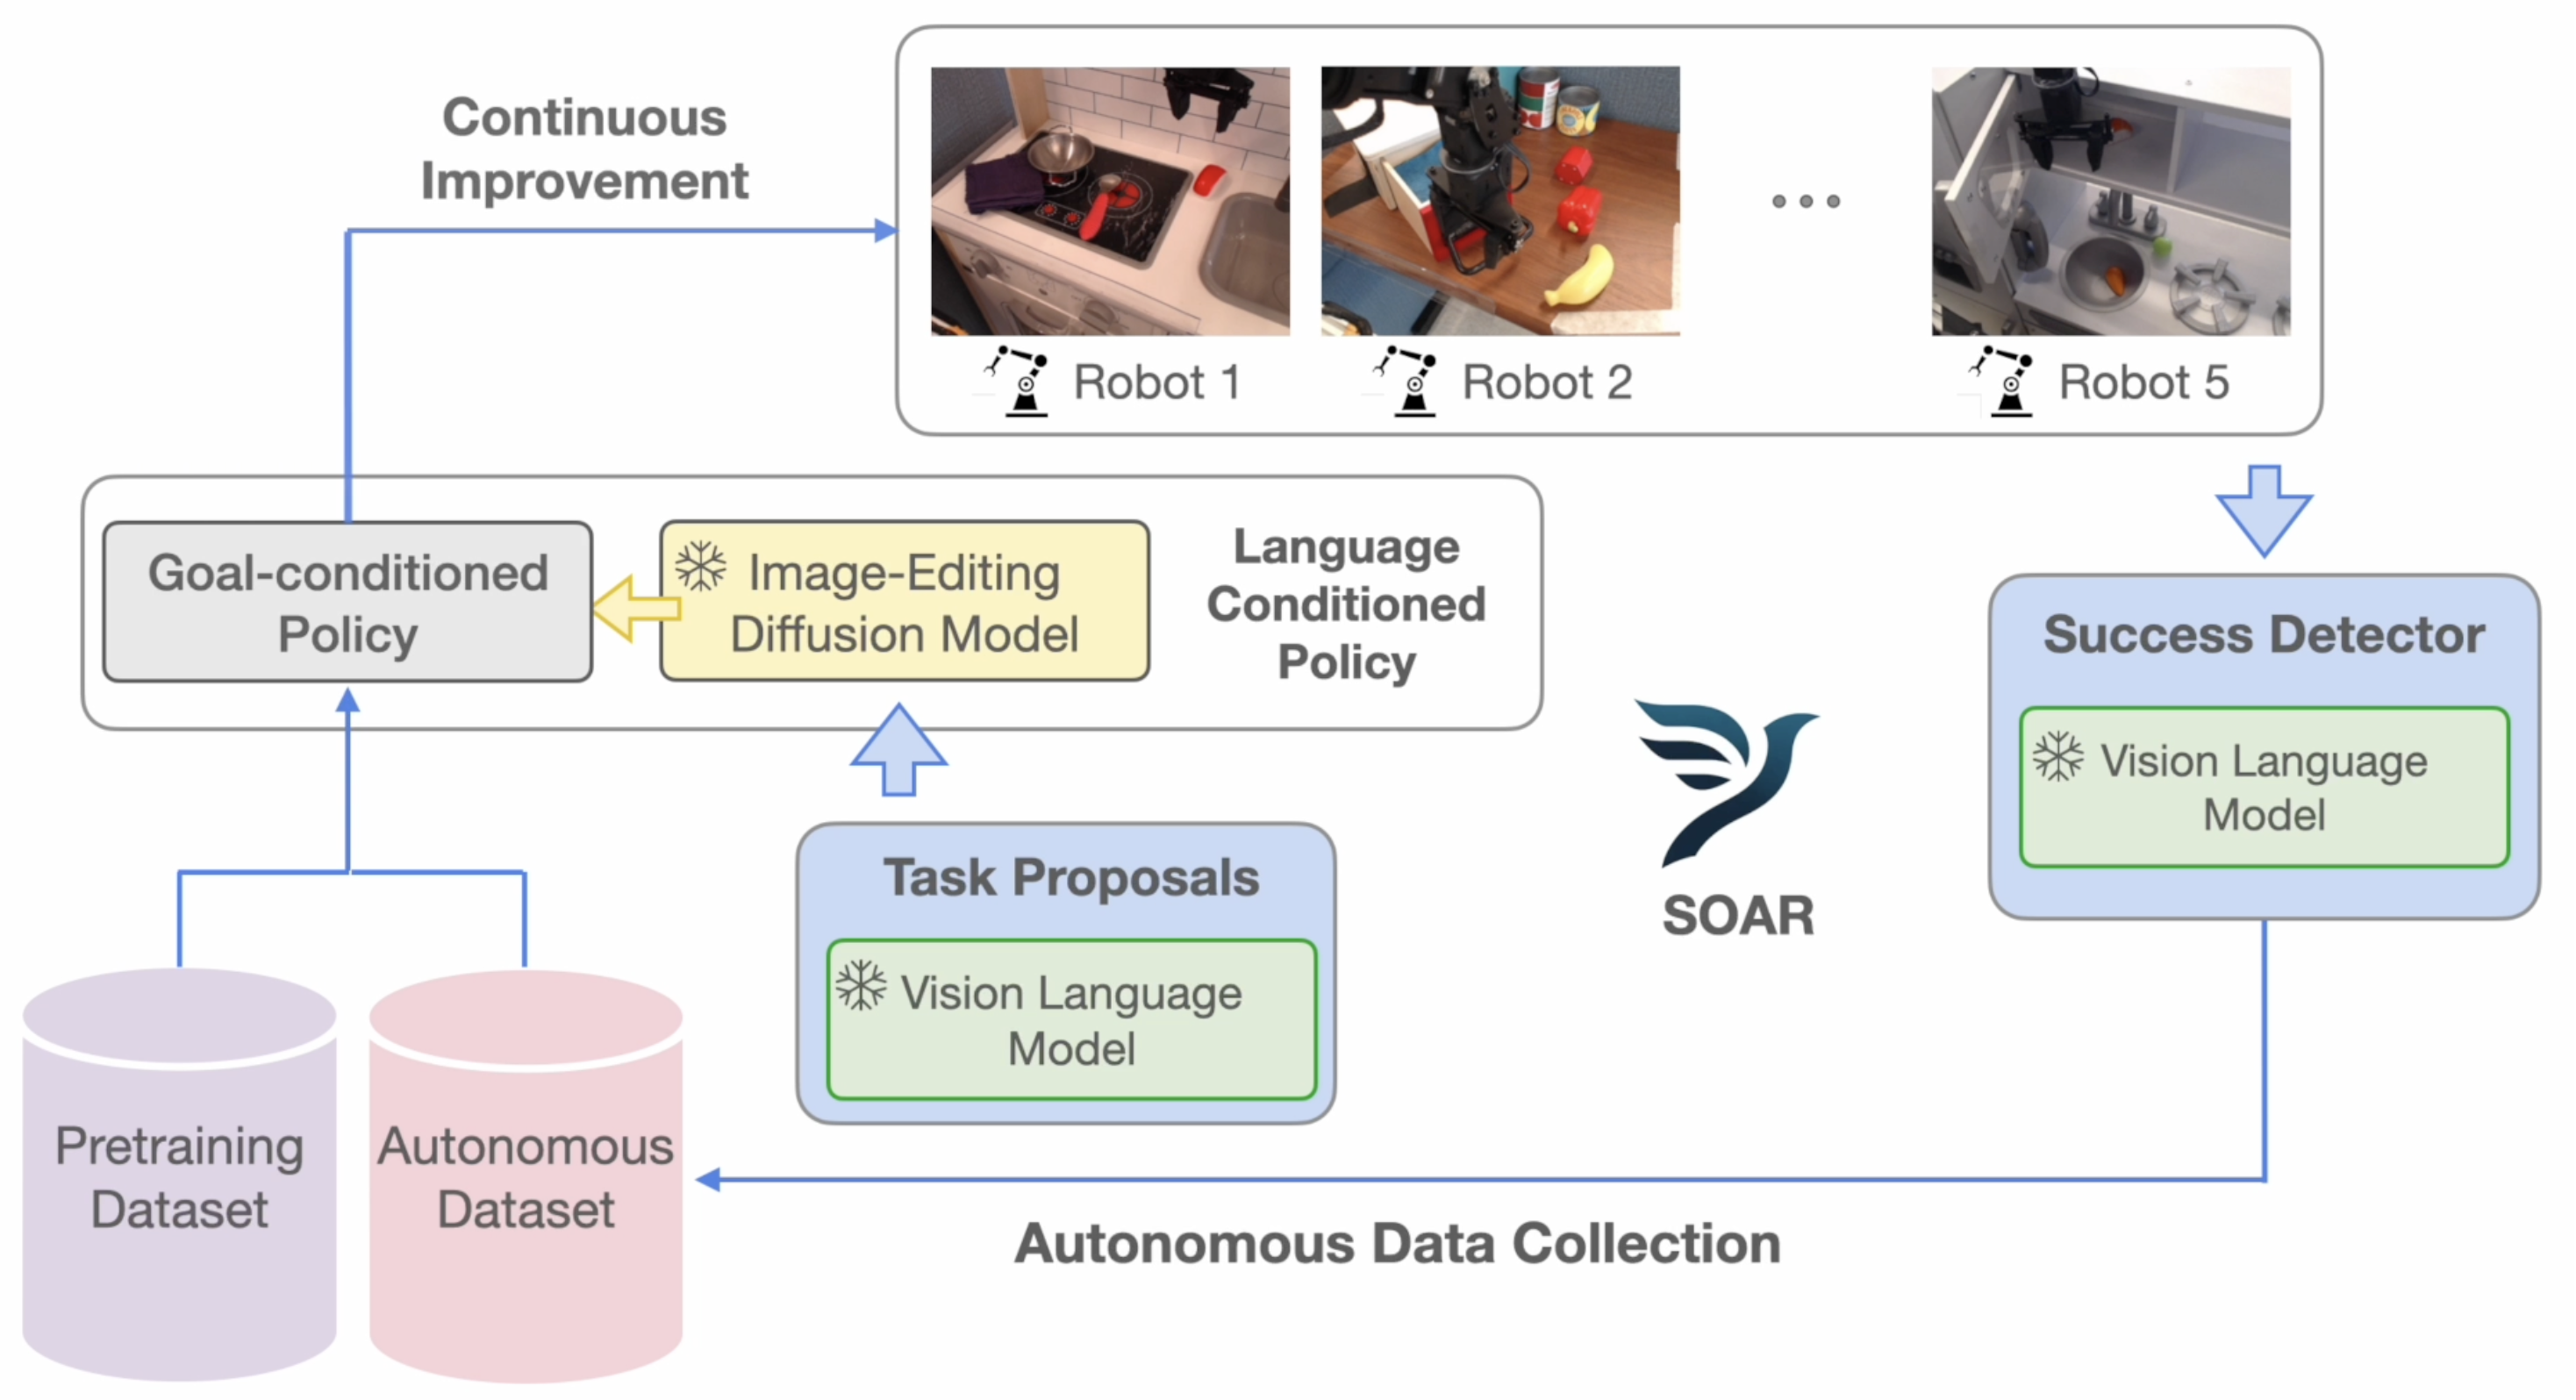 Continuous
Improvement
Robot 1
Robot 2
Robot 5
Goal-conditioned
Policy
Image-Editing
Diffusion Model
Language
Conditioned
Policy
Success Detector
Vision Language
Model
SOAR
Task Proposals
Vision Language
Model
Pretraining
Dataset
Autonomous
Dataset
Autonomous Data Collection